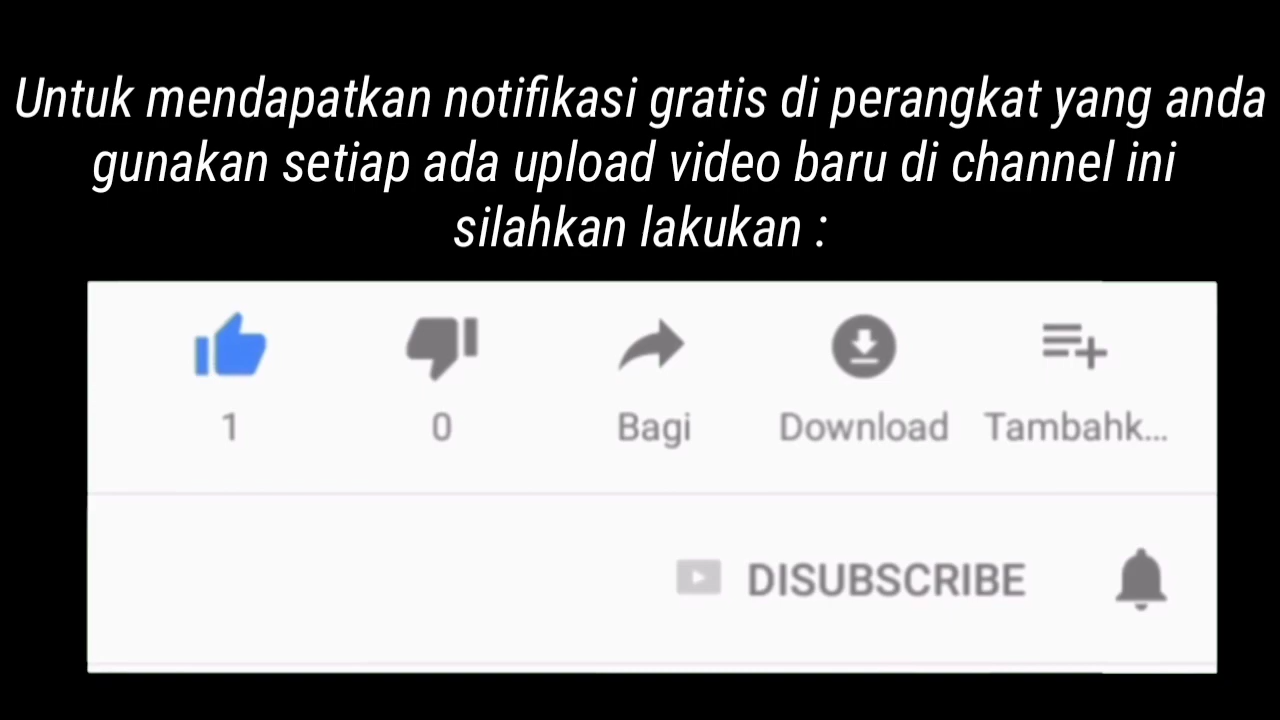 Untuk mendapatkan notifikasi gratis di perangkat yang anda
gunakan setiap ada upload video baru di channel ini
silahkan lakukan :
1 0 Bagi Download Tambahk...
DISUBSCRIBE